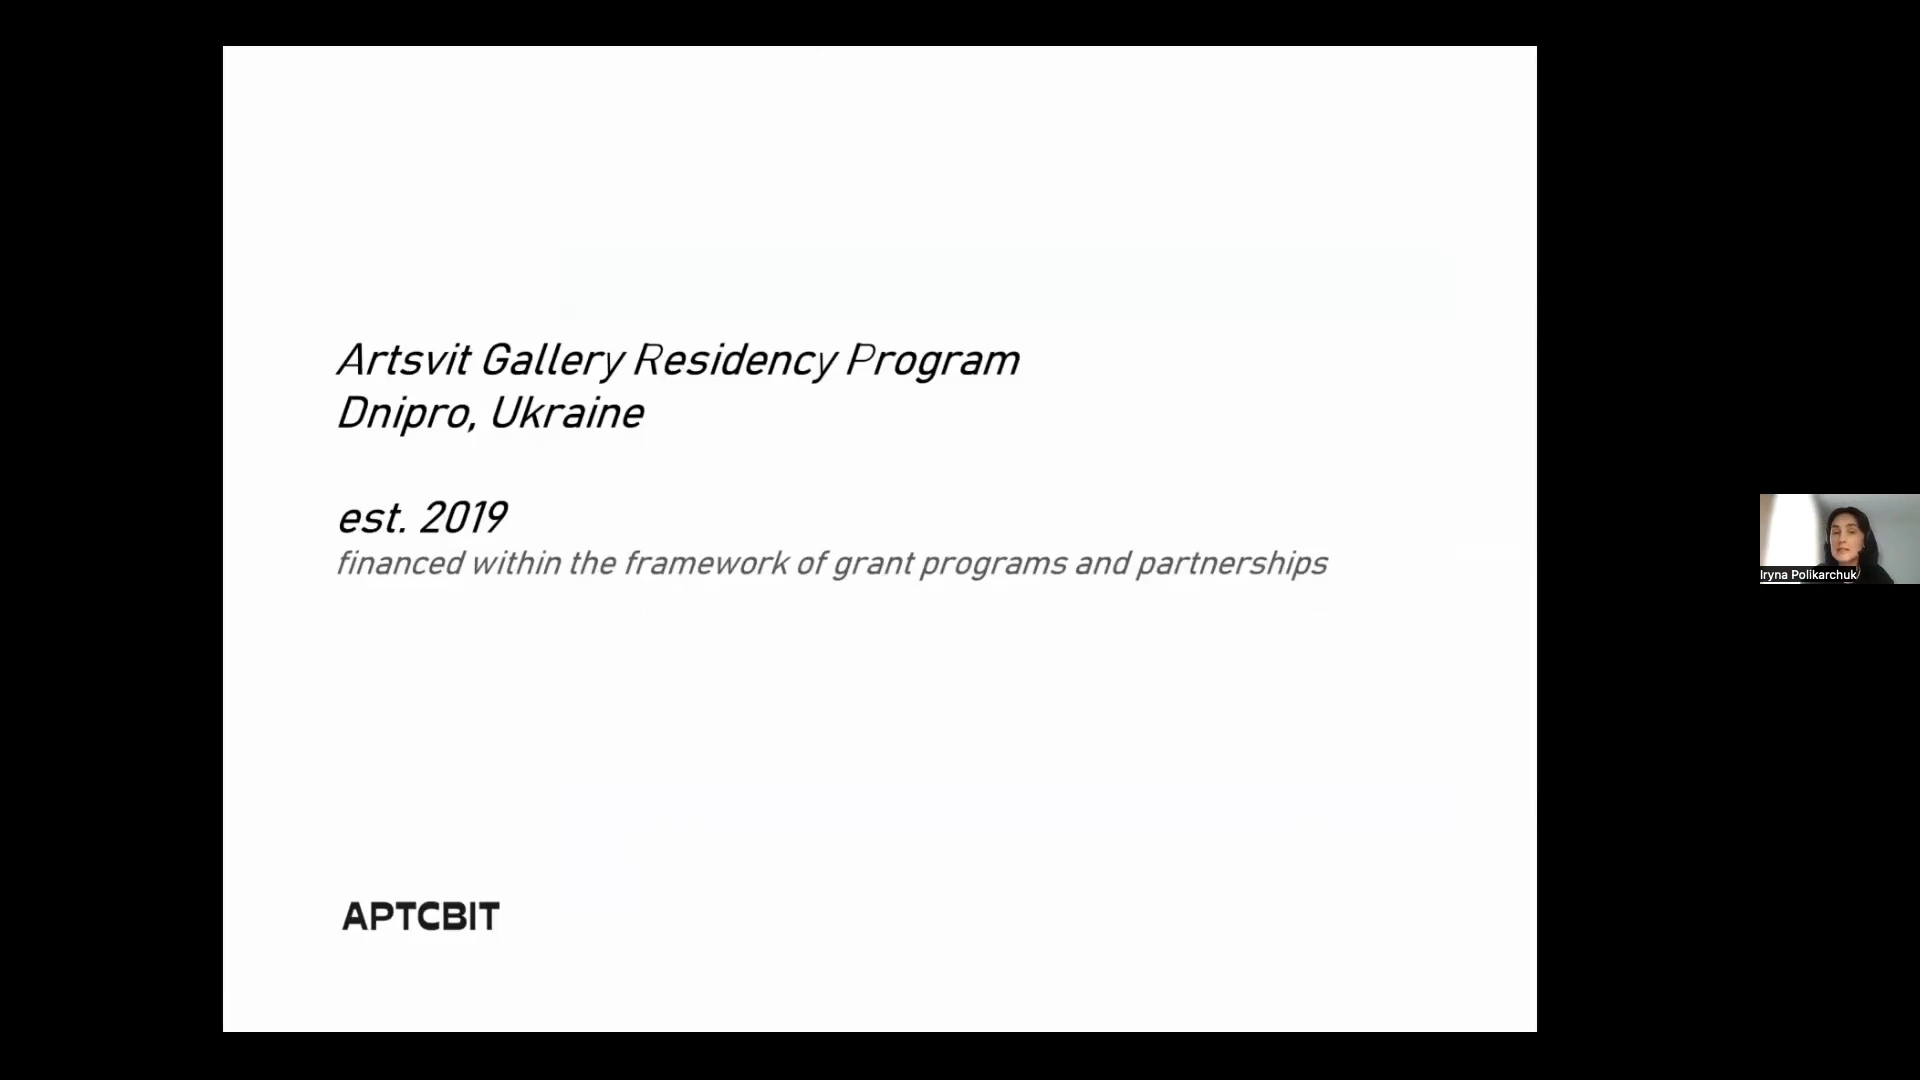 Artsvit Gallery Residency Program
Dnipro, Ukraine
est. 2019
financed within the framework of grant programs and partnerships
АРТСВІТ
Iryna Polikarchuk